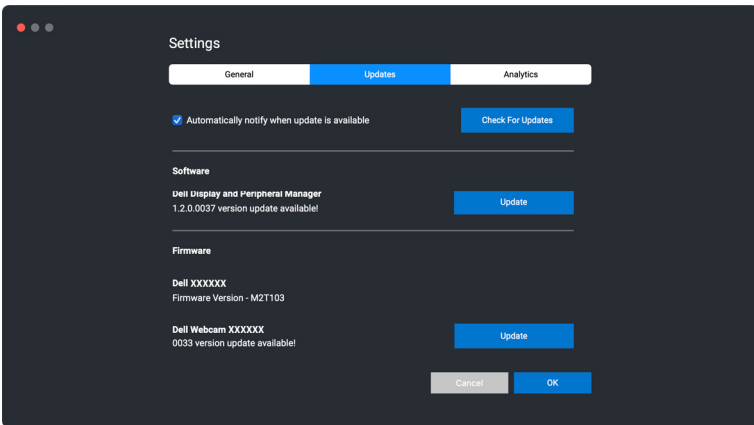 Settings
General
Updates
Analytics
Automatically notify when update is available
Check For Updates
Software
Dell Display and Peripheral Manager
1.2.0.0037 version update available!
Update
Firmware
Dell XXXXXX
Firmware Version - M2T103
Dell Webcam XXXXXX
0033 version update available!
Update
Cancel
OK